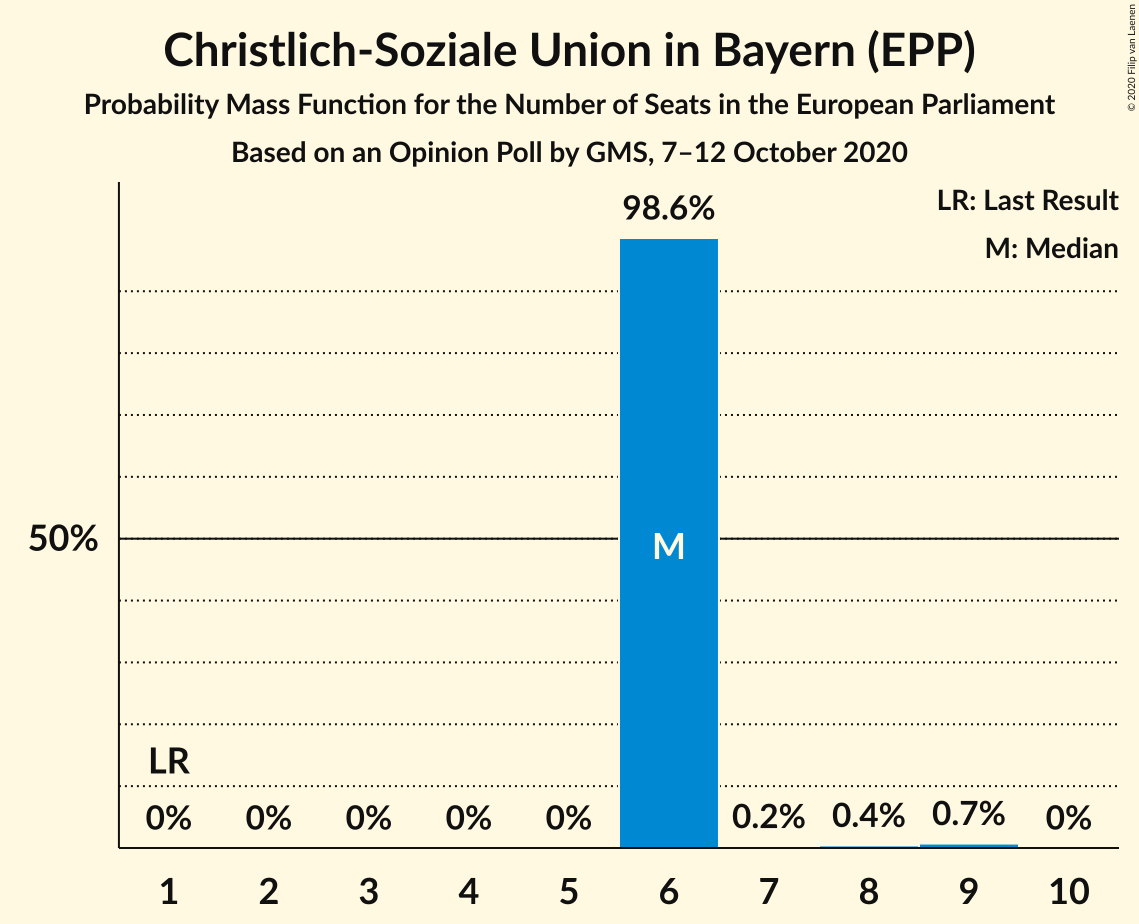 Christlich-Soziale Union in Bayern (EPP)
Probability Mass Function for the Number of Seats in the European Parliament
Based on an Opinion Poll by GMS, 7–12 October 2020
© 2020 Filip van Laenen
LR: Last Result
M: Median
98.6%
50%
M
LR
0% 0% 0% 0% 0% 0.2% 0.4% 0.7% 0%
1 2 3 4 5 6 7 8 9 10